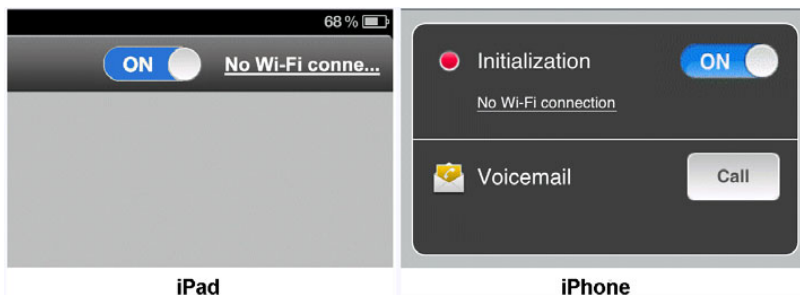 68%
ON
No Wi-Fi conne...
Initialization
ON
No Wi-Fi connection
Voicemail
Call
iPad
iPhone